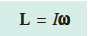 L = Iω